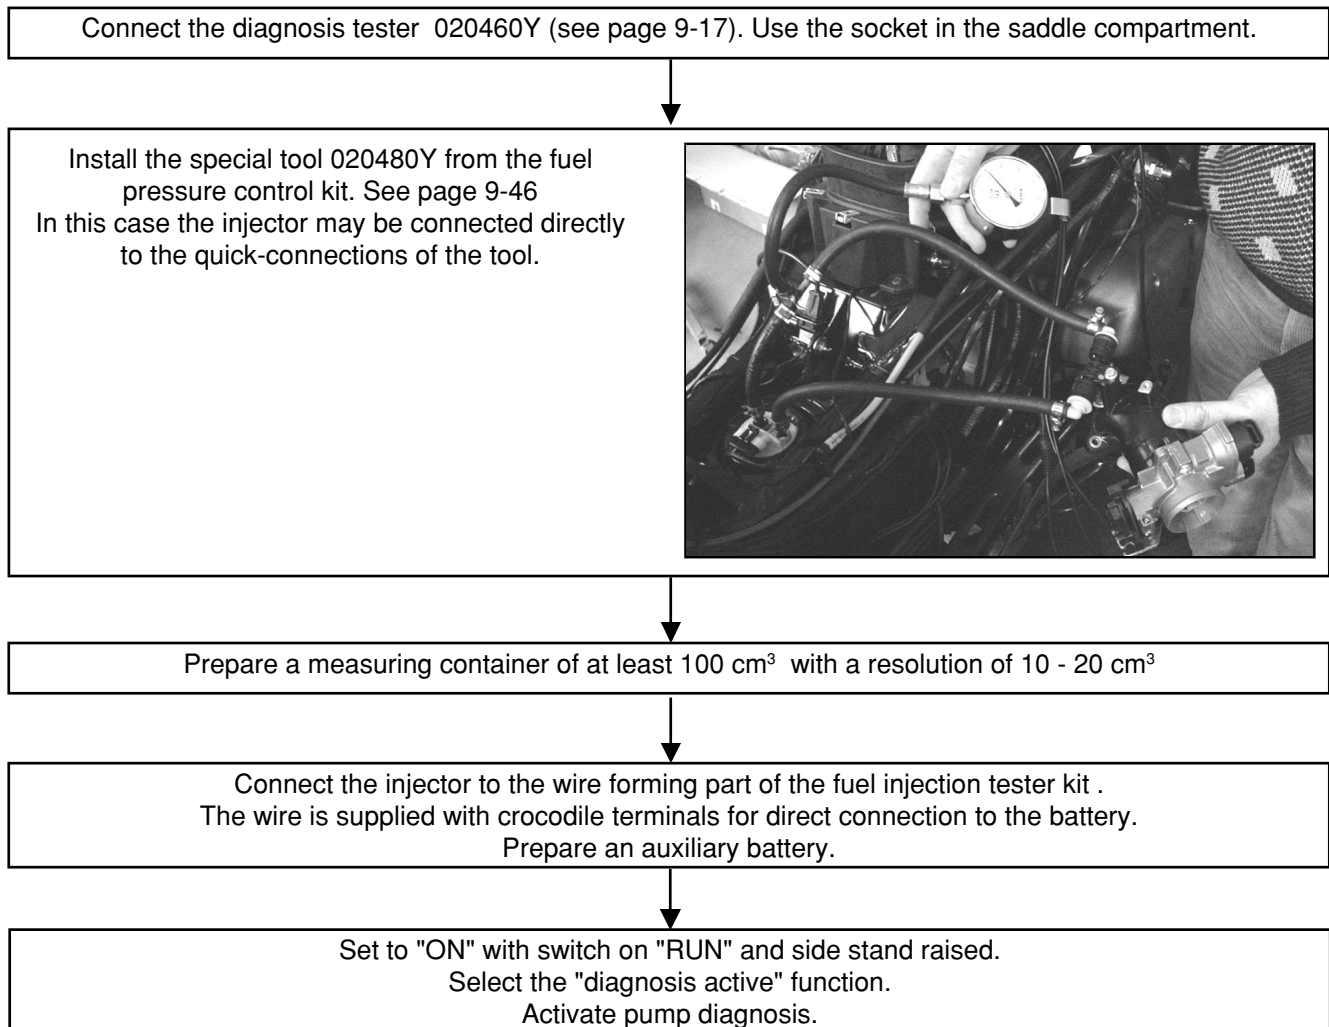 Connect the diagnosis tester  020460Y (see page 9-17). Use the socket in the saddle compartment.
Install the special tool 020480Y from the fuel
pressure control kit. See page 9-46
In this case the injector may be connected directly
to the quick-connections of the tool.
Prepare a measuring container of at least 100 cm³  with a resolution of 10 - 20 cm³
Connect the injector to the wire forming part of the fuel injection tester kit .
The wire is supplied with crocodile terminals for direct connection to the battery.
Prepare an auxiliary battery.
Set to "ON" with switch on "RUN" and side stand raised.
Select the "diagnosis active" function.
Activate pump diagnosis.